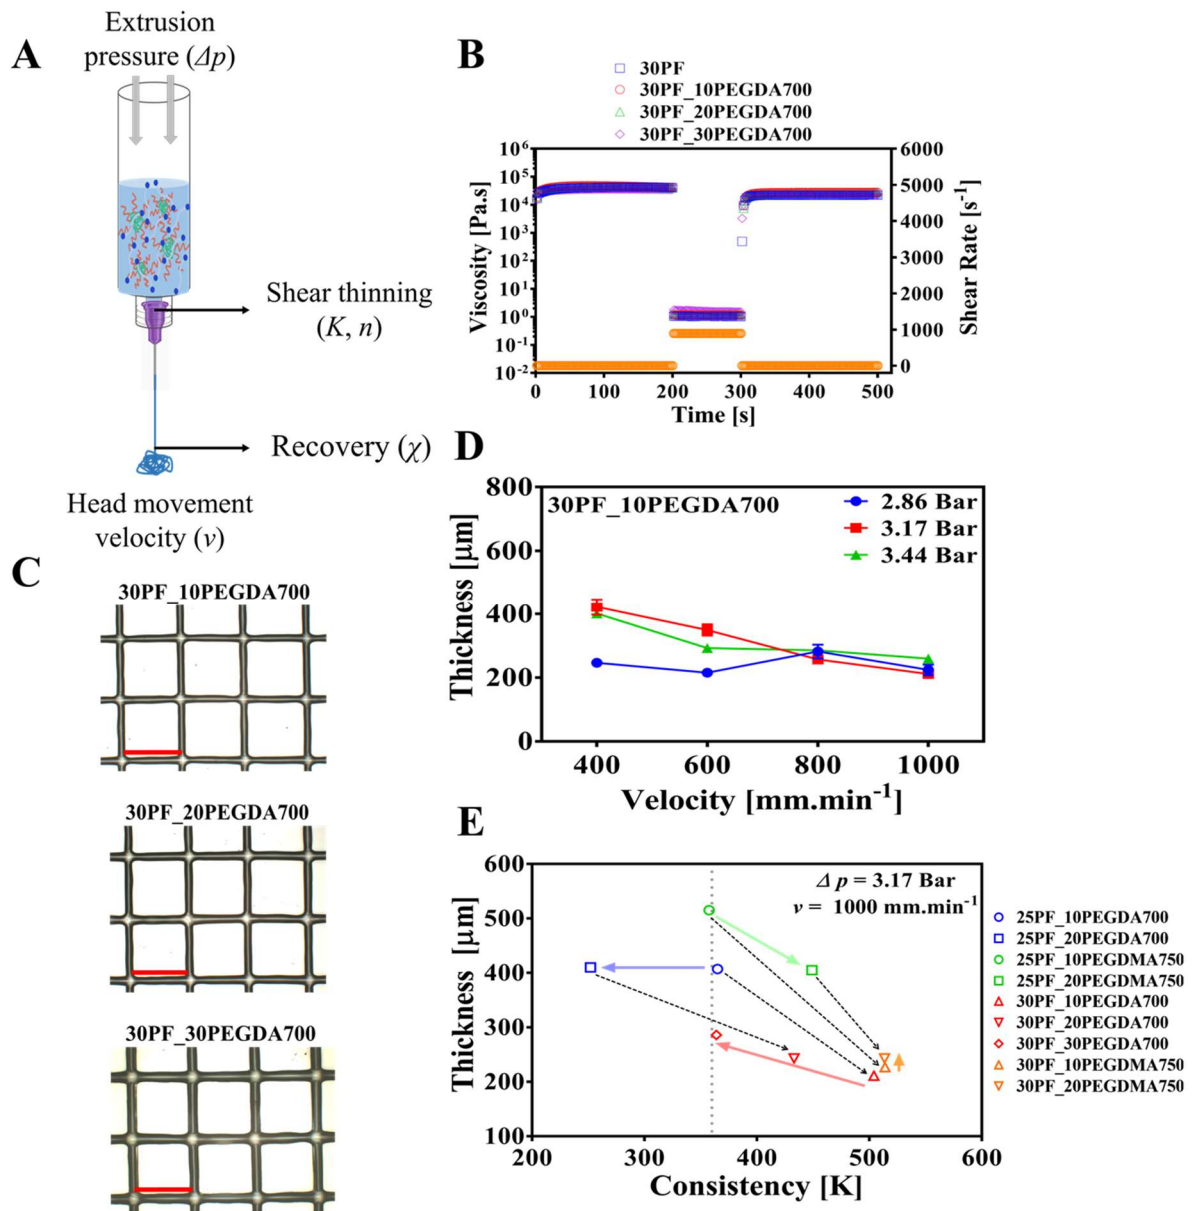 A
Extrusion
pressure (Δp)
Shear thinning
(K, n)
Recovery (χ)
Head movement
velocity (v)
B
30PF
30PF_10PEGDA700
30PF_20PEGDA700
30PF_30PEGDA700
Viscosity [Pa.s]
10⁶
10⁵
10⁴
10³
10²
10¹
10⁰
10⁻¹
10⁻²
6000
5000
4000
3000
2000
1000
0
Shear Rate [s⁻¹]
0 100 200 300 400 500
Time [s]
C
30PF_10PEGDA700
30PF_20PEGDA700
30PF_30PEGDA700
D
30PF_10PEGDA700
2.86 Bar
3.17 Bar
3.44 Bar
Thickness [μm]
800
600
400
200
0
400 600 800 1000
Velocity [mm.min⁻¹]
E
Δ p = 3.17 Bar
v = 1000 mm.min⁻¹
Thickness [μm]
600
500
400
300
200
100
200 300 400 500 600
Consistency [K]
25PF_10PEGDA700
25PF_20PEGDA700
25PF_10PEGDMA750
25PF_20PEGDMA750
30PF_10PEGDA700
30PF_20PEGDA700
30PF_30PEGDA700
30PF_10PEGDMA750
30PF_20PEGDMA750